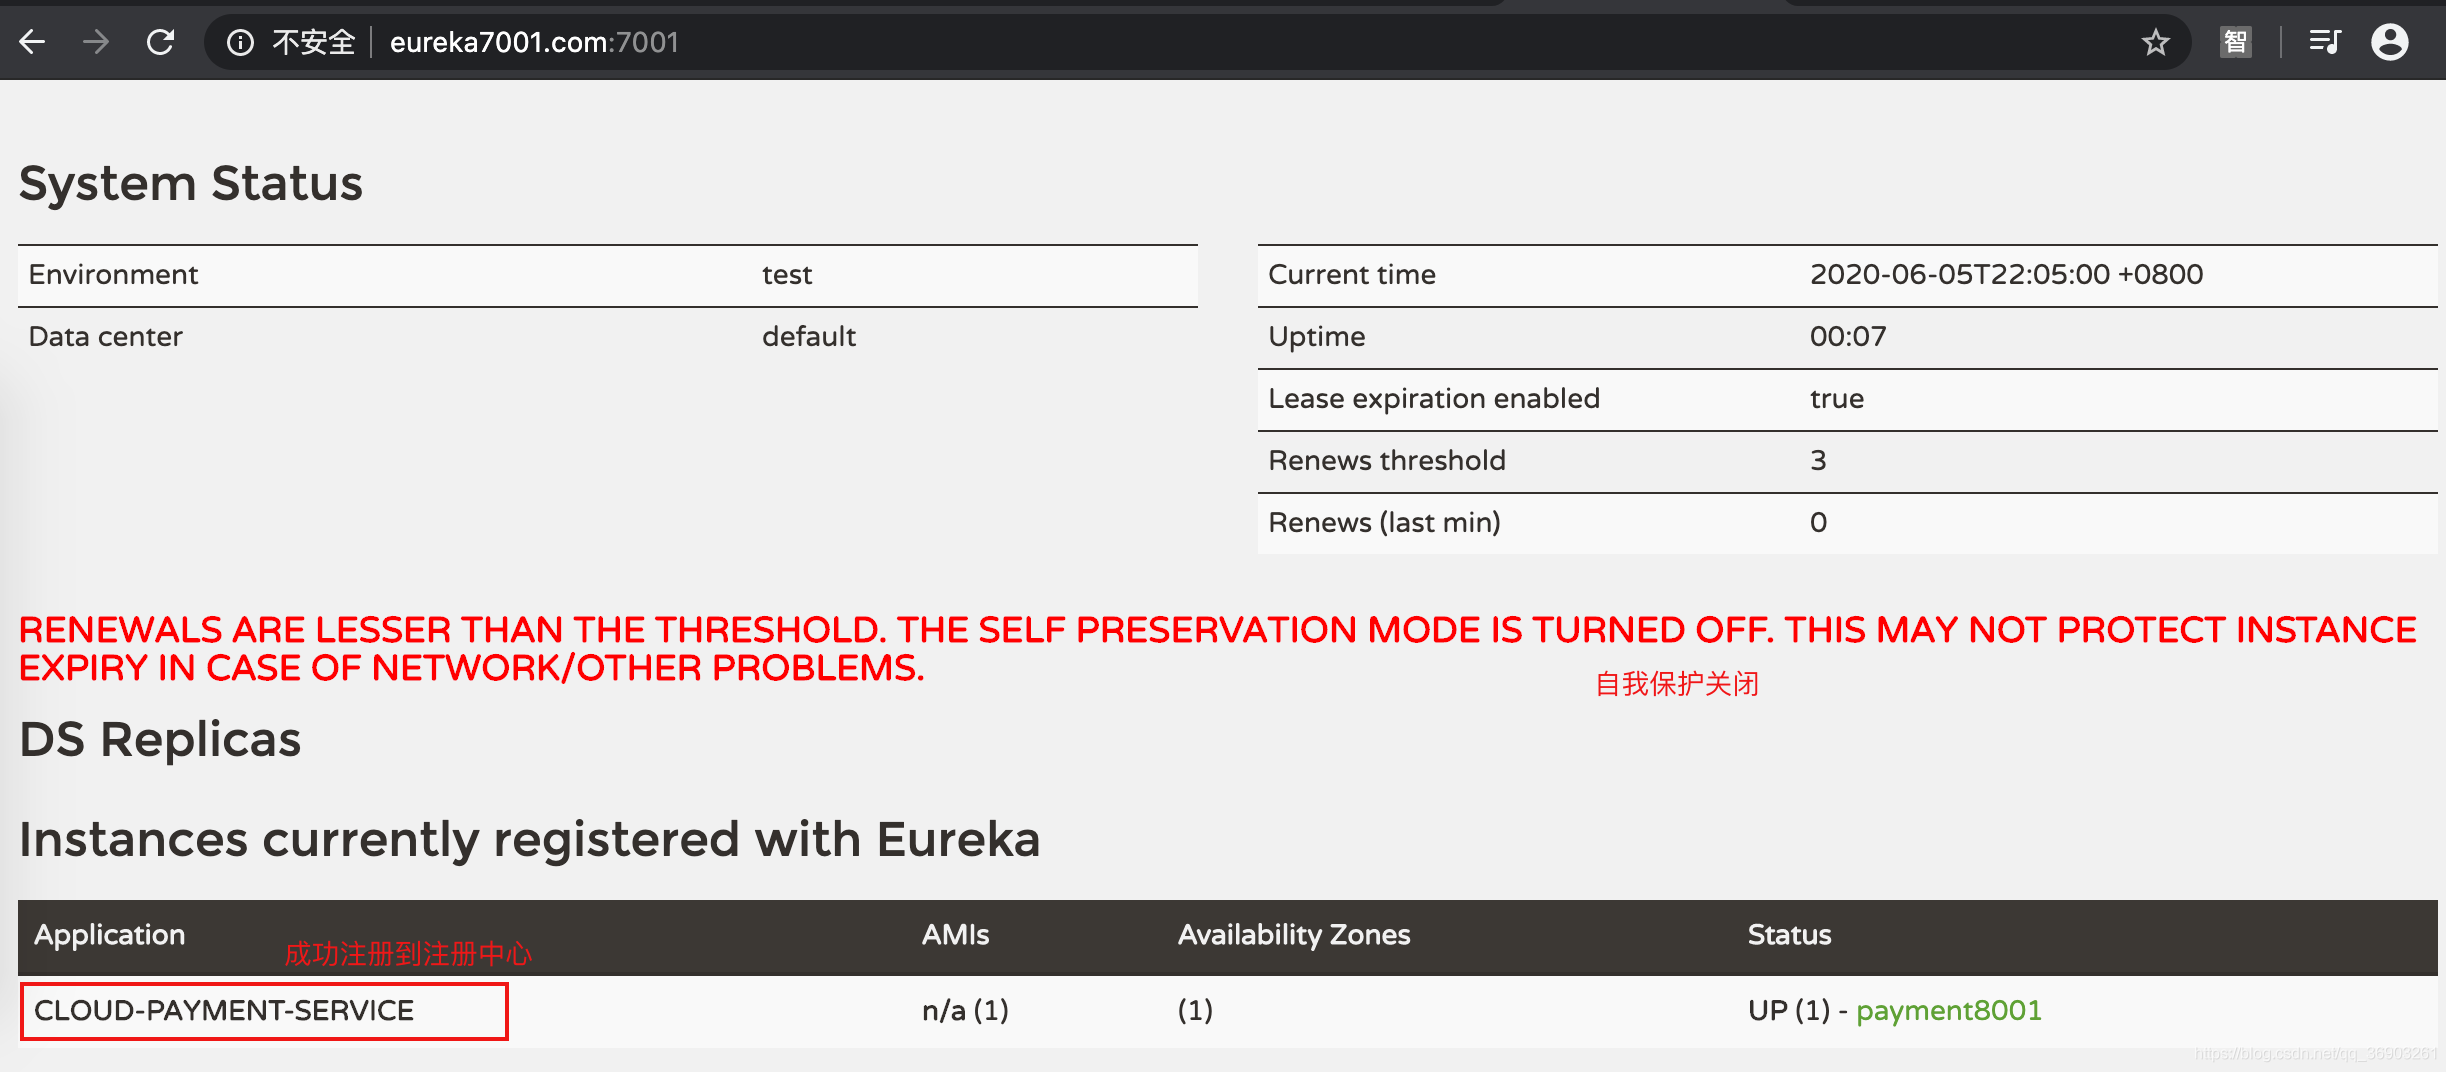 不安全 eureka7001.com:7001 智
System Status
Environment test
Data center default
Current time 2020-06-05T22:05:00 +0800
Uptime 00:07
Lease expiration enabled true
Renews threshold 3
Renews (last min) 0
RENEWALS ARE LESSER THAN THE THRESHOLD. THE SELF PRESERVATION MODE IS TURNED OFF. THIS MAY NOT PROTECT INSTANCE
EXPIRY IN CASE OF NETWORK/OTHER PROBLEMS.
自我保护关闭
DS Replicas
Instances currently registered with Eureka
Application AMIs Availability Zones Status
成功注册到注册中心
CLOUD-PAYMENT-SERVICE n/a (1) (1) UP (1) - payment8001
https://blog.csdn.net/qq_36903261